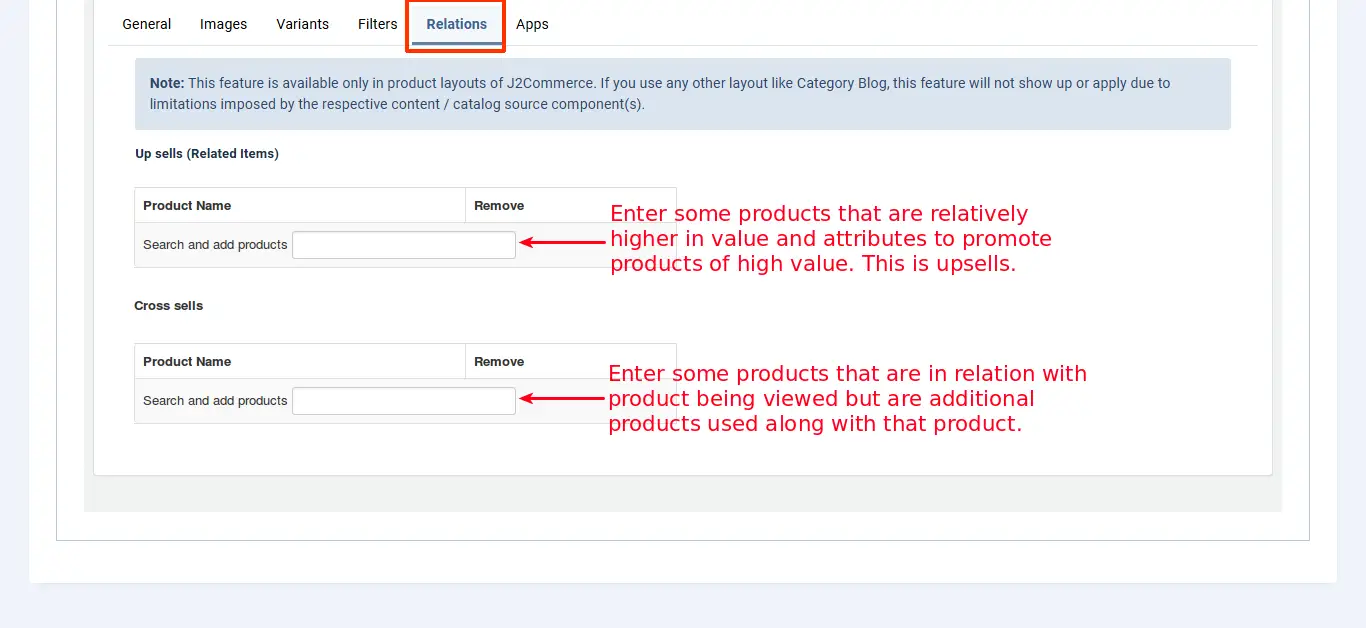 General Images Variants Filters Relations Apps
Note: This feature is available only in product layouts of J2Commerce. If you use any other layout like Category Blog, this feature will not show up or apply due to
limitations imposed by the respective content / catalog source component(s).
Up sells (Related Items)
Product Name Remove
Search and add products
Enter some products that are relatively
higher in value and attributes to promote
products of high value. This is upsells.
Cross sells
Product Name Remove
Search and add products
Enter some products that are in relation with
product being viewed but are additional
products used along with that product.